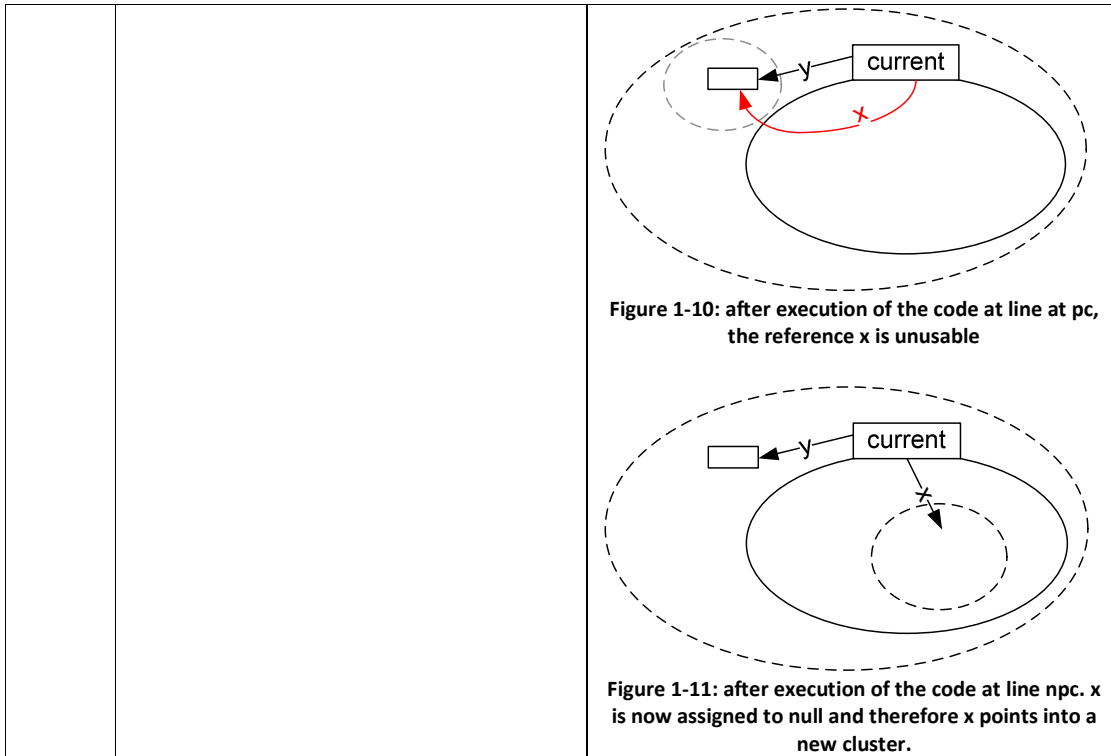 current
y
x
Figure 1-10: after execution of the code at line at pc,
the reference x is unusable
current
y
x
Figure 1-11: after execution of the code at line npc. x
is now assigned to null and therefore x points into a
new cluster.